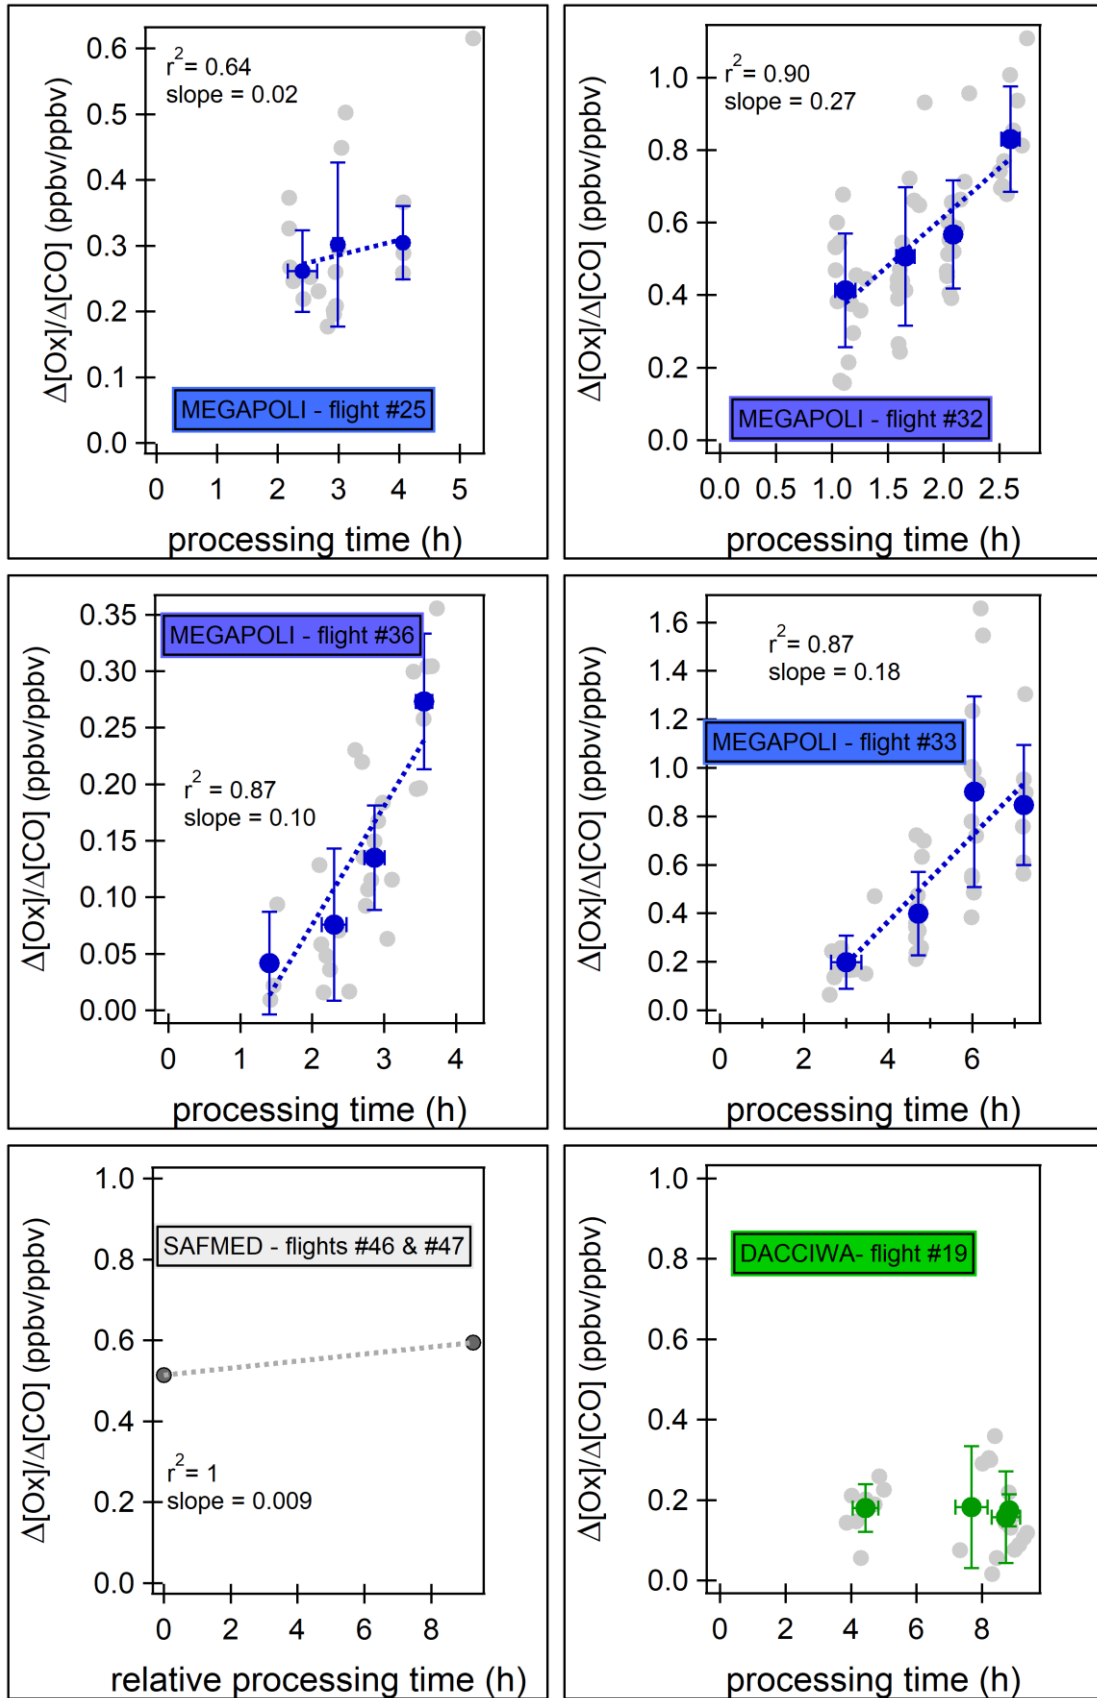 Δ[Ox]/Δ[CO] (ppbv/ppbv)
0.6
0.5
0.4
0.3
0.2
0.1
0.0
r² = 0.64
slope = 0.02
MEGAPOLI - flight #25
0 1 2 3 4 5
processing time (h)
Δ[Ox]/Δ[CO] (ppbv/ppbv)
1.0
0.8
0.6
0.4
0.2
0.0
r² = 0.90
slope = 0.27
MEGAPOLI - flight #32
0.0 0.5 1.0 1.5 2.0 2.5
processing time (h)
Δ[Ox]/Δ[CO] (ppbv/ppbv)
0.35
0.30
0.25
0.20
0.15
0.10
0.05
0.00
MEGAPOLI - flight #36
r² = 0.87
slope = 0.10
0 1 2 3 4
processing time (h)
Δ[Ox]/Δ[CO] (ppbv/ppbv)
1.6
1.4
1.2
1.0
0.8
0.6
0.4
0.2
0.0
r² = 0.87
slope = 0.18
MEGAPOLI - flight #33
0 2 4 6
processing time (h)
Δ[Ox]/Δ[CO] (ppbv/ppbv)
1.0
0.8
0.6
0.4
0.2
0.0
SAFMED - flights #46 & #47
r² = 1
slope = 0.009
0 2 4 6 8
relative processing time (h)
Δ[Ox]/Δ[CO] (ppbv/ppbv)
1.0
0.8
0.6
0.4
0.2
0.0
DACCIWA- flight #19
0 2 4 6 8
processing time (h)